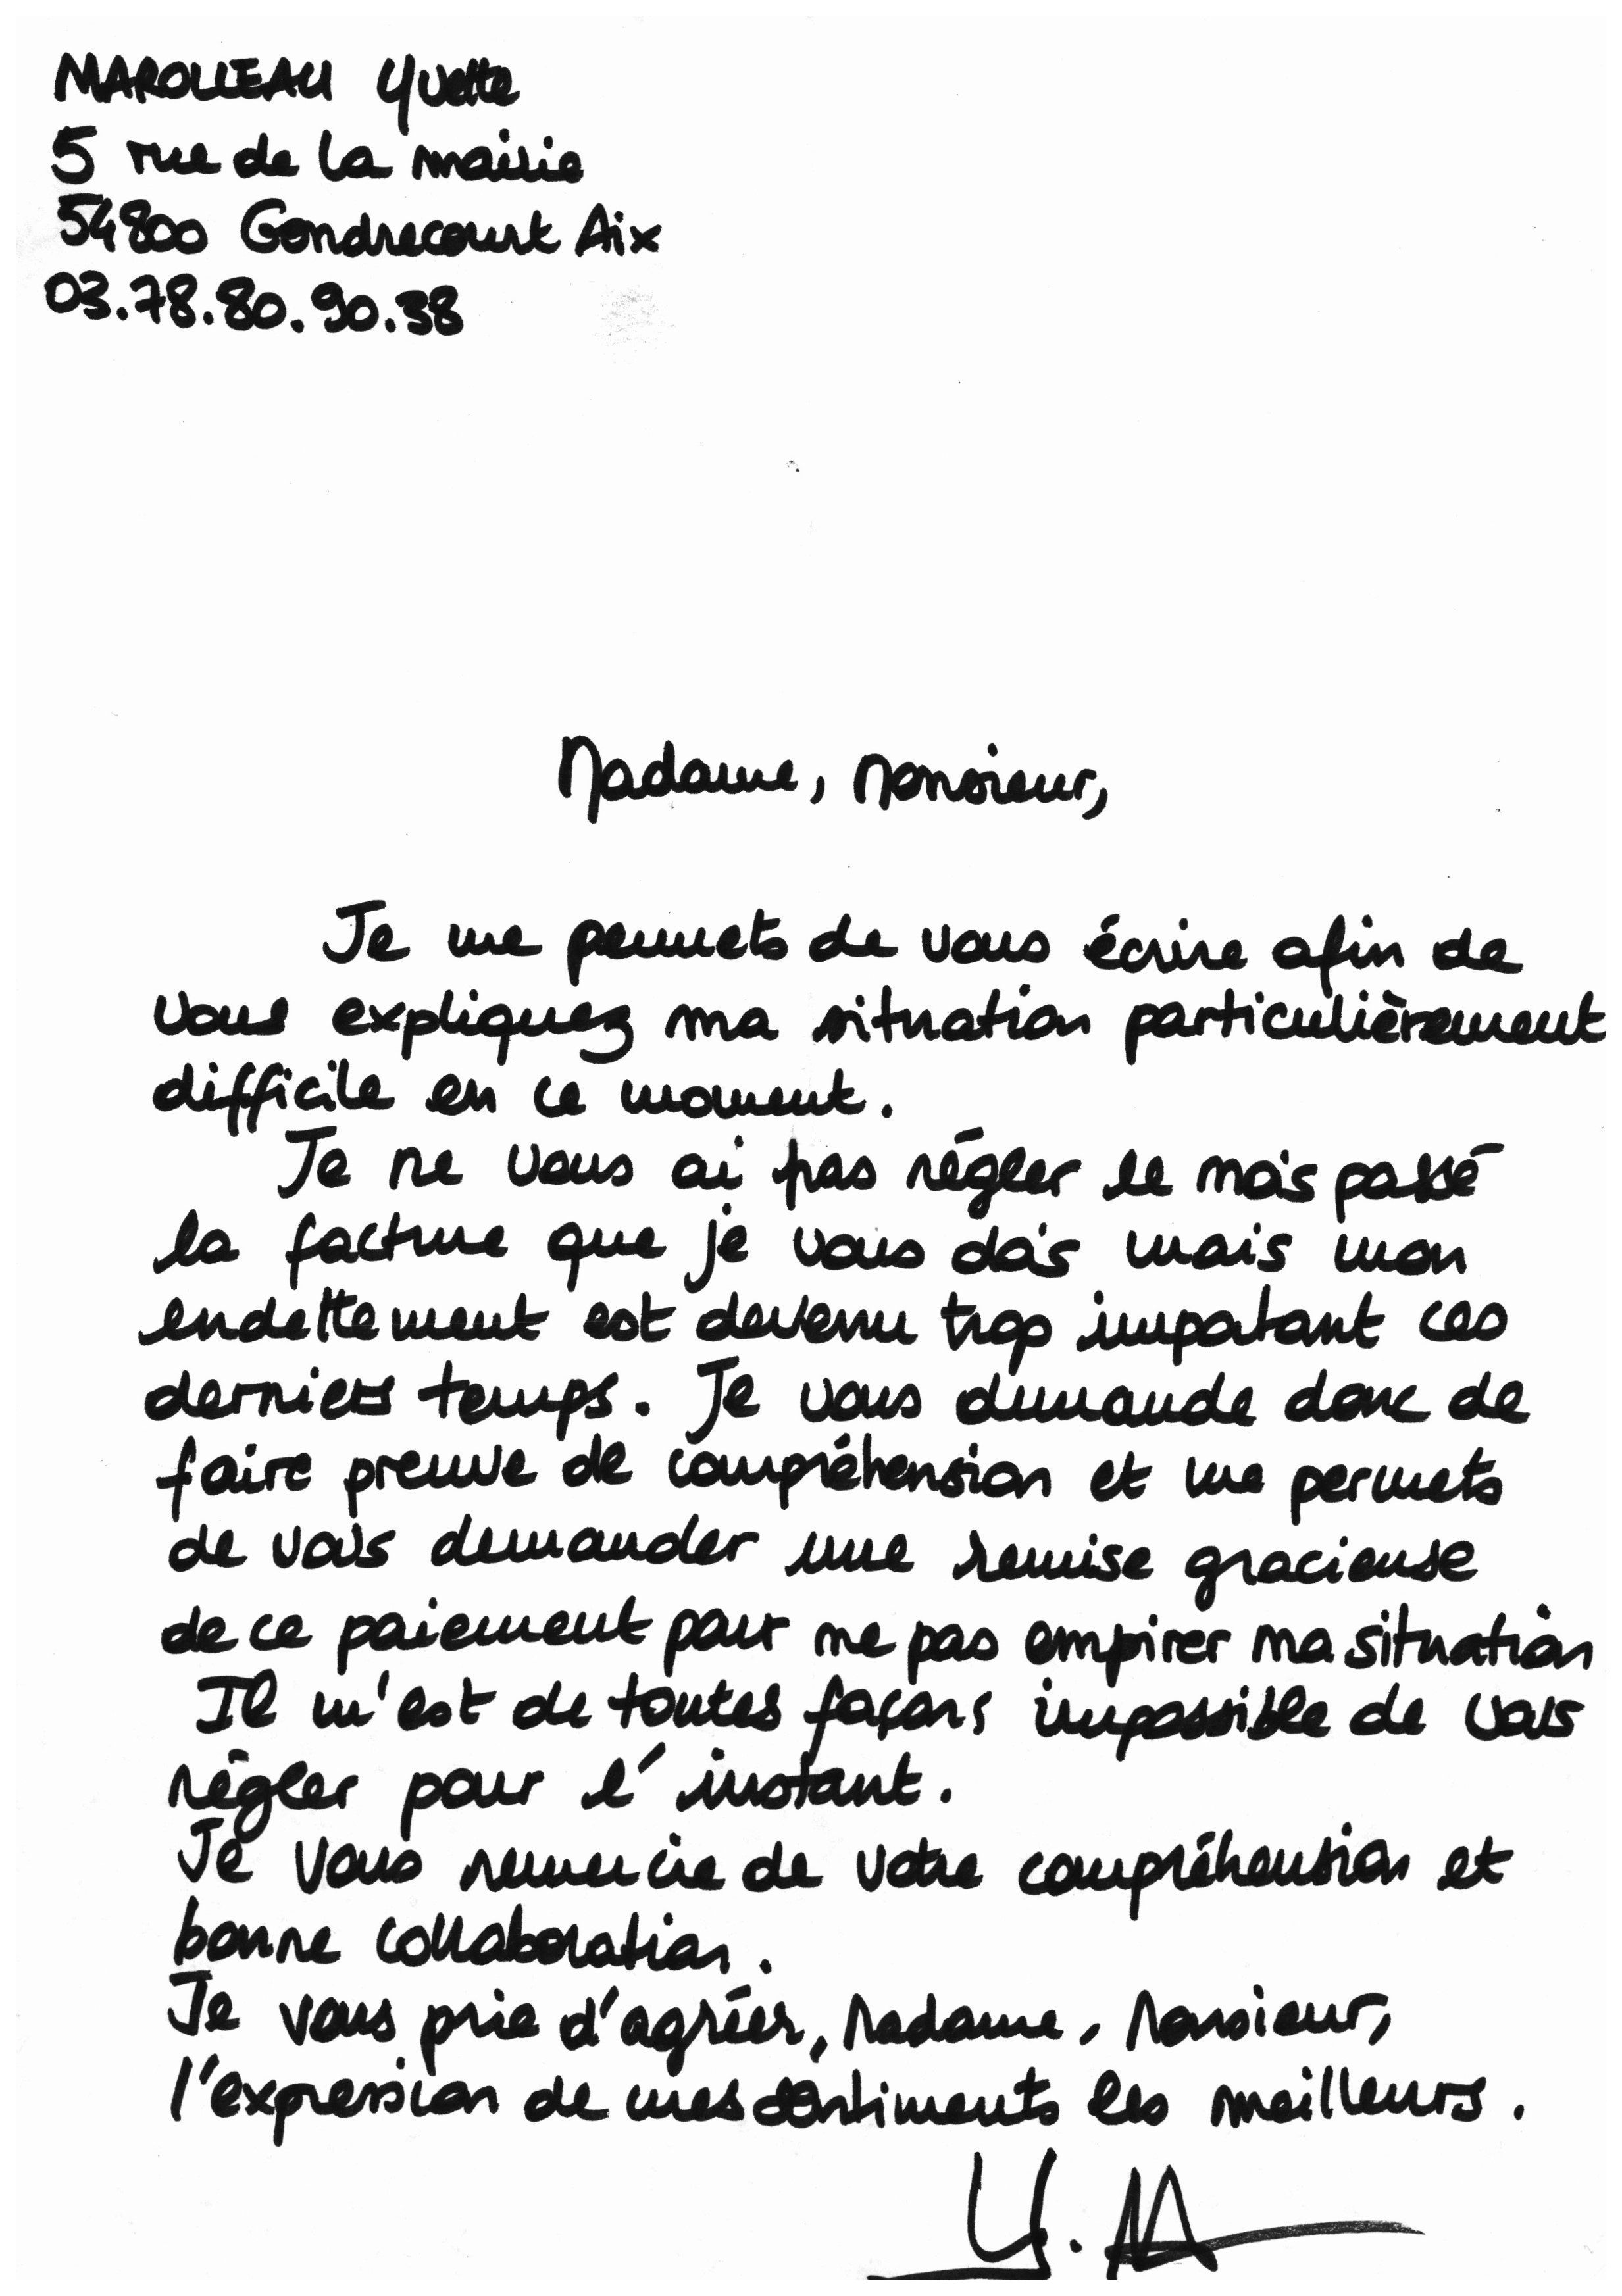 MAROLLEAU Yvette
5 rue de la mairie
54800 Gondrecourt Aix
03.78.80.90.38
Madame, Monsieur,
Je me permets de vous écrire afin de
vous expliquez ma situation particulièrement
difficile en ce moment.
Je ne vous ai pas régler le mois passé
la facture que je vous dois mais mon
endettement est devenu trop important ces
derniers temps. Je vous demande donc de
faire preuve de compréhension et me permets
de vous demander une remise gracieuse
de ce paiement pour ne pas empirer ma situation
Il m'est de toutes façons impossible de vous
régler pour l'instant.
Je vous remercie de votre compréhension et
bonne collaboration.
Je vous prie d'agréer, Madame, Monsieur,
l'expression de mes sentiments les meilleurs.
Y. M